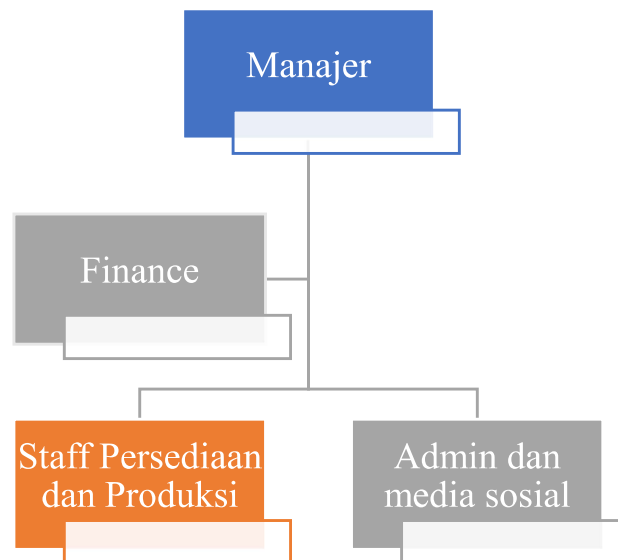 Manajer
Finance
Staff Persediaan
dan Produksi
Admin dan
media sosial